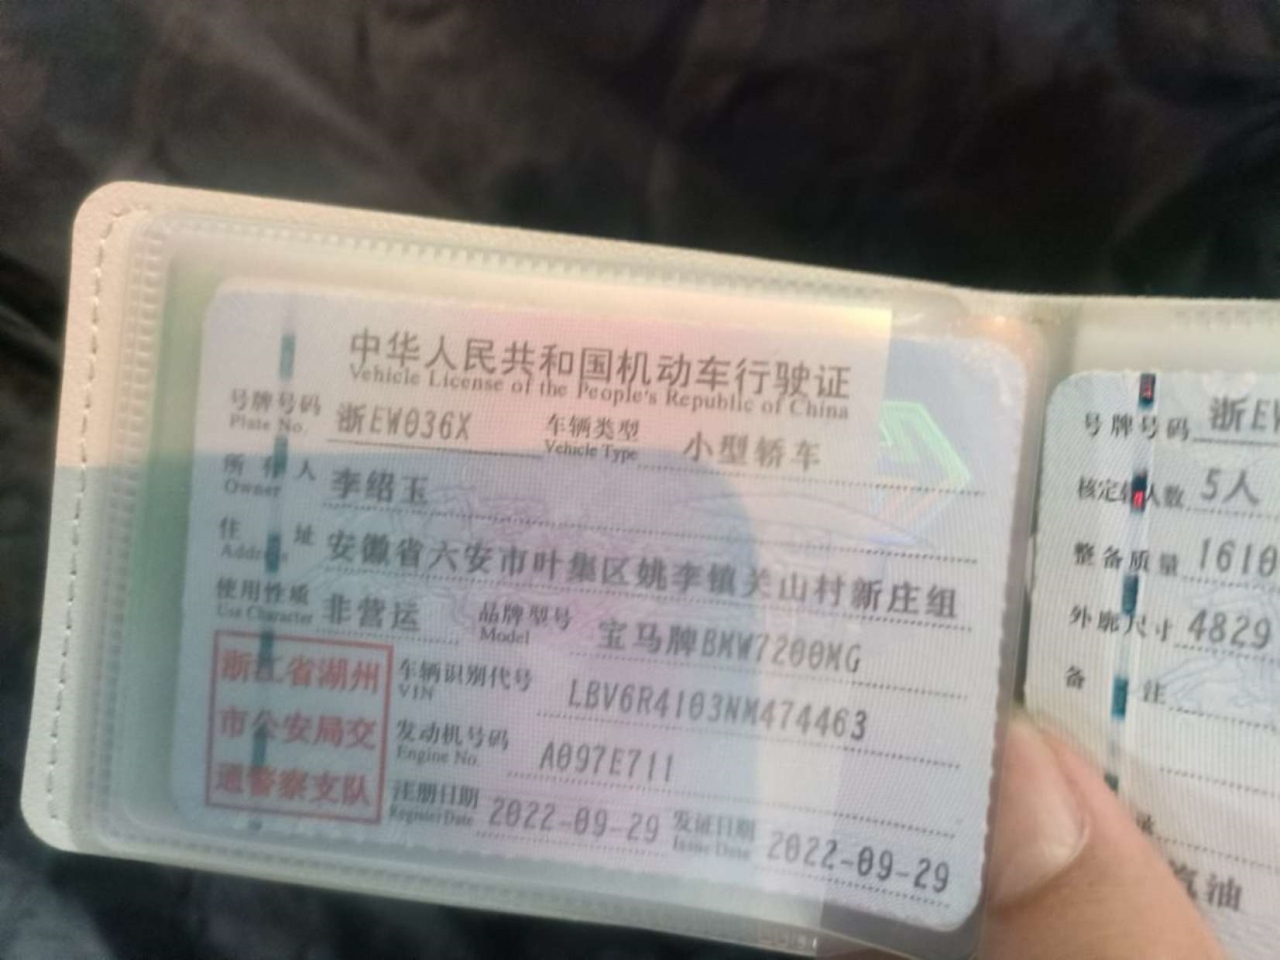 中华人民共和国机动车行驶证
Vehicle License of the People's Republic of China
号牌号码 浙EW036X 车辆类型 小型轿车
Plate No. Vehicle Type
所有人 李绍玉
Owner
住址 安徽省六安市叶集区姚李镇关山村新庄组
Address
使用性质 非营运 品牌型号 宝马牌BMW7200MG
Use Character Model
浙江省湖州
市公安局交
通警察支队
车辆识别代号 LBV6R4103NM474463
VIN
发动机号码 A097E711
Engine No.
注册日期 2022-09-29 发证日期 2022-09-29
Register Date Issue Date
号牌号码 浙EW
核定 人数 5人
整备质量 1610
外廓尺寸 4829
备注
汽油